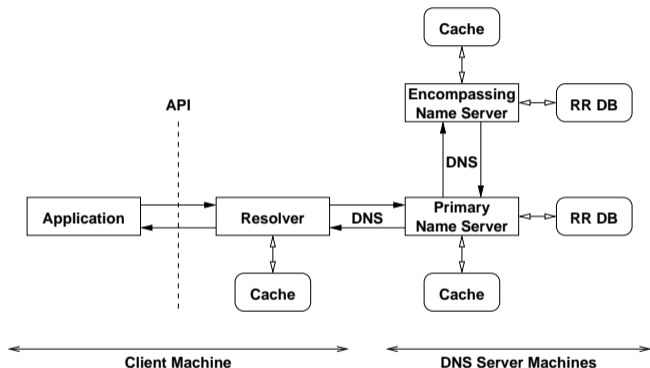 Cache
Encompassing
Name Server
RR DB
API
DNS
Application
Resolver
DNS
Primary
Name Server
RR DB
Cache
Cache
Client Machine
DNS Server Machines